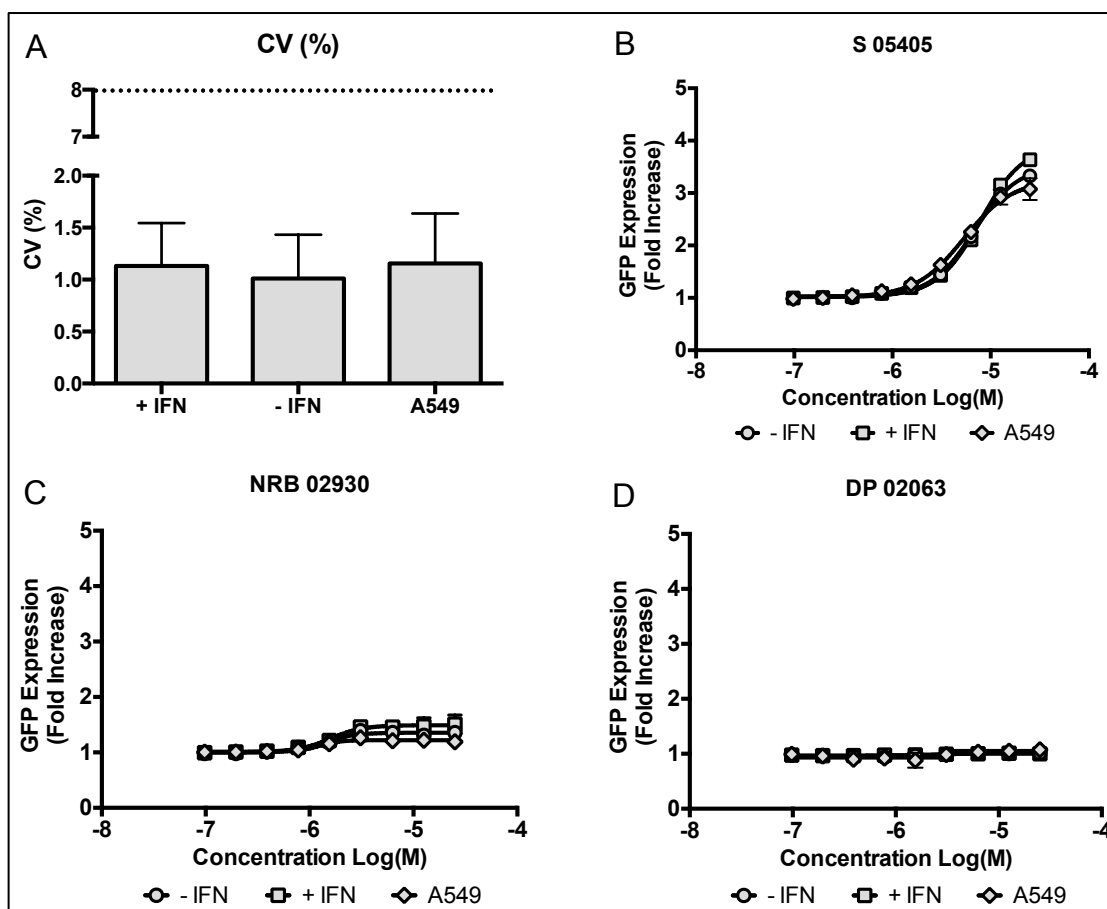 A
CV (%)
8
7
2.0
1.5
1.0
0.5
0.0
CV (%)
+ IFN - IFN A549
B
S 05405
5
4
3
2
1
0
GFP Expression
(Fold Increase)
-8 -7 -6 -5 -4
Concentration Log(M)
- IFN + IFN A549
C
NRB 02930
5
4
3
2
1
0
GFP Expression
(Fold Increase)
-8 -7 -6 -5 -4
Concentration Log(M)
- IFN + IFN A549
D
DP 02063
5
4
3
2
1
0
GFP Expression
(Fold Increase)
-8 -7 -6 -5 -4
Concentration Log(M)
- IFN + IFN A549